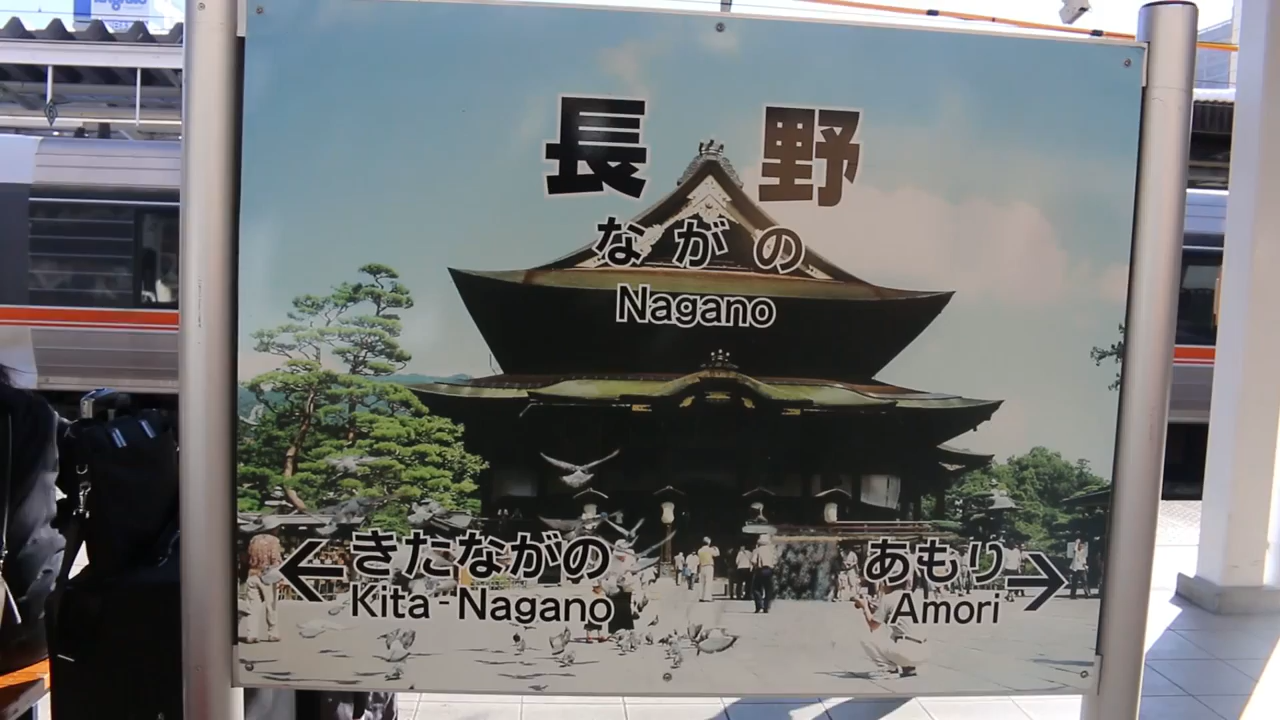 長 野
ながの
Nagano
きたながの
Kita-Nagano
あもり
Amori